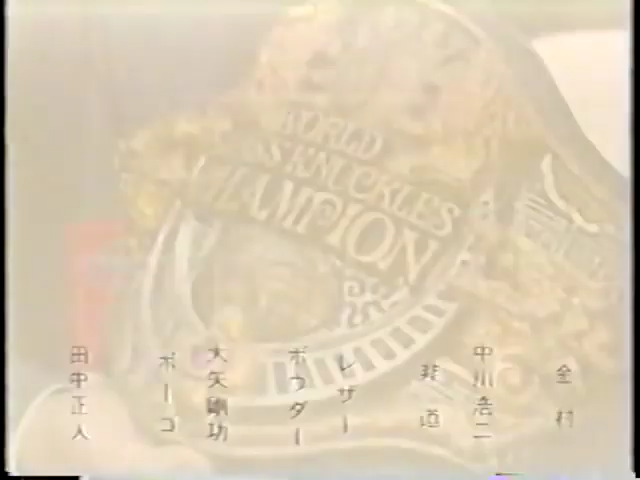 WORLD
BRASS KNUCKLES
CHAMPION
金村
中川浩二
非道
レザー
ボウダー
大矢剛功
ポーゴ
田中正人